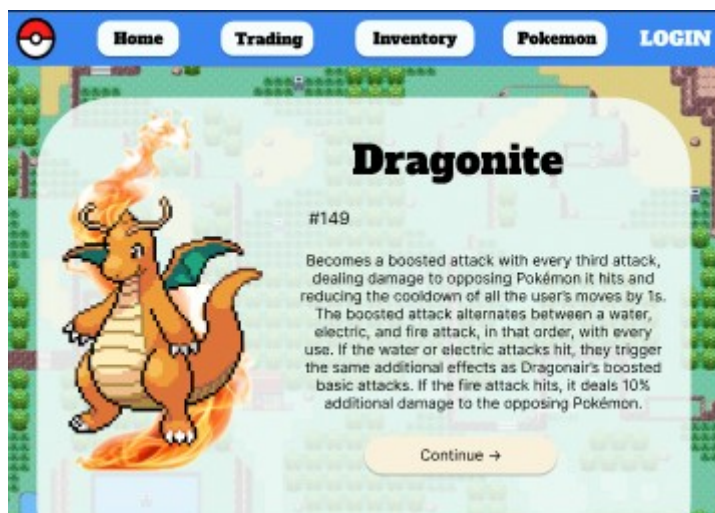 Home Trading Inventory Pokemon LOGIN
Dragonite
#149
Becomes a boosted attack with every third attack,
dealing damage to opposing Pokémon it hits and
reducing the cooldown of all the user's moves by 1s.
The boosted attack alternates between a water,
electric, and fire attack, in that order, with every
use. If the water or electric attacks hit, they trigger
the same additional effects as Dragonair's boosted
basic attacks. If the fire attack hits, it deals 10%
additional damage to the opposing Pokémon.
Continue →